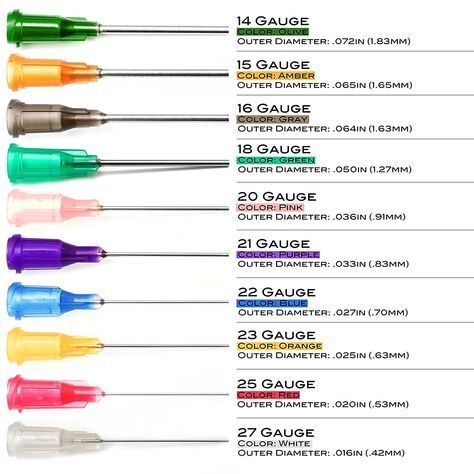 14 Gauge
Color: Olive
Outer Diameter: .072in (1.83mm)
15 Gauge
Color: Amber
Outer Diameter: .065in (1.65mm)
16 Gauge
Color: Gray
Outer Diameter: .064in (1.63mm)
18 Gauge
Color: Green
Outer Diameter: .050in (1.27mm)
20 Gauge
Color: Pink
Outer Diameter: .036in (.91mm)
21 Gauge
Color: Purple
Outer Diameter: .033in (.83mm)
22 Gauge
Color: Blue
Outer Diameter: .027in (.70mm)
23 Gauge
Color: Orange
Outer Diameter: .025in (.63mm)
25 Gauge
Color: Red
Outer Diameter: .020in (.53mm)
27 Gauge
Color: White
Outer Diameter: .016in (.42mm)